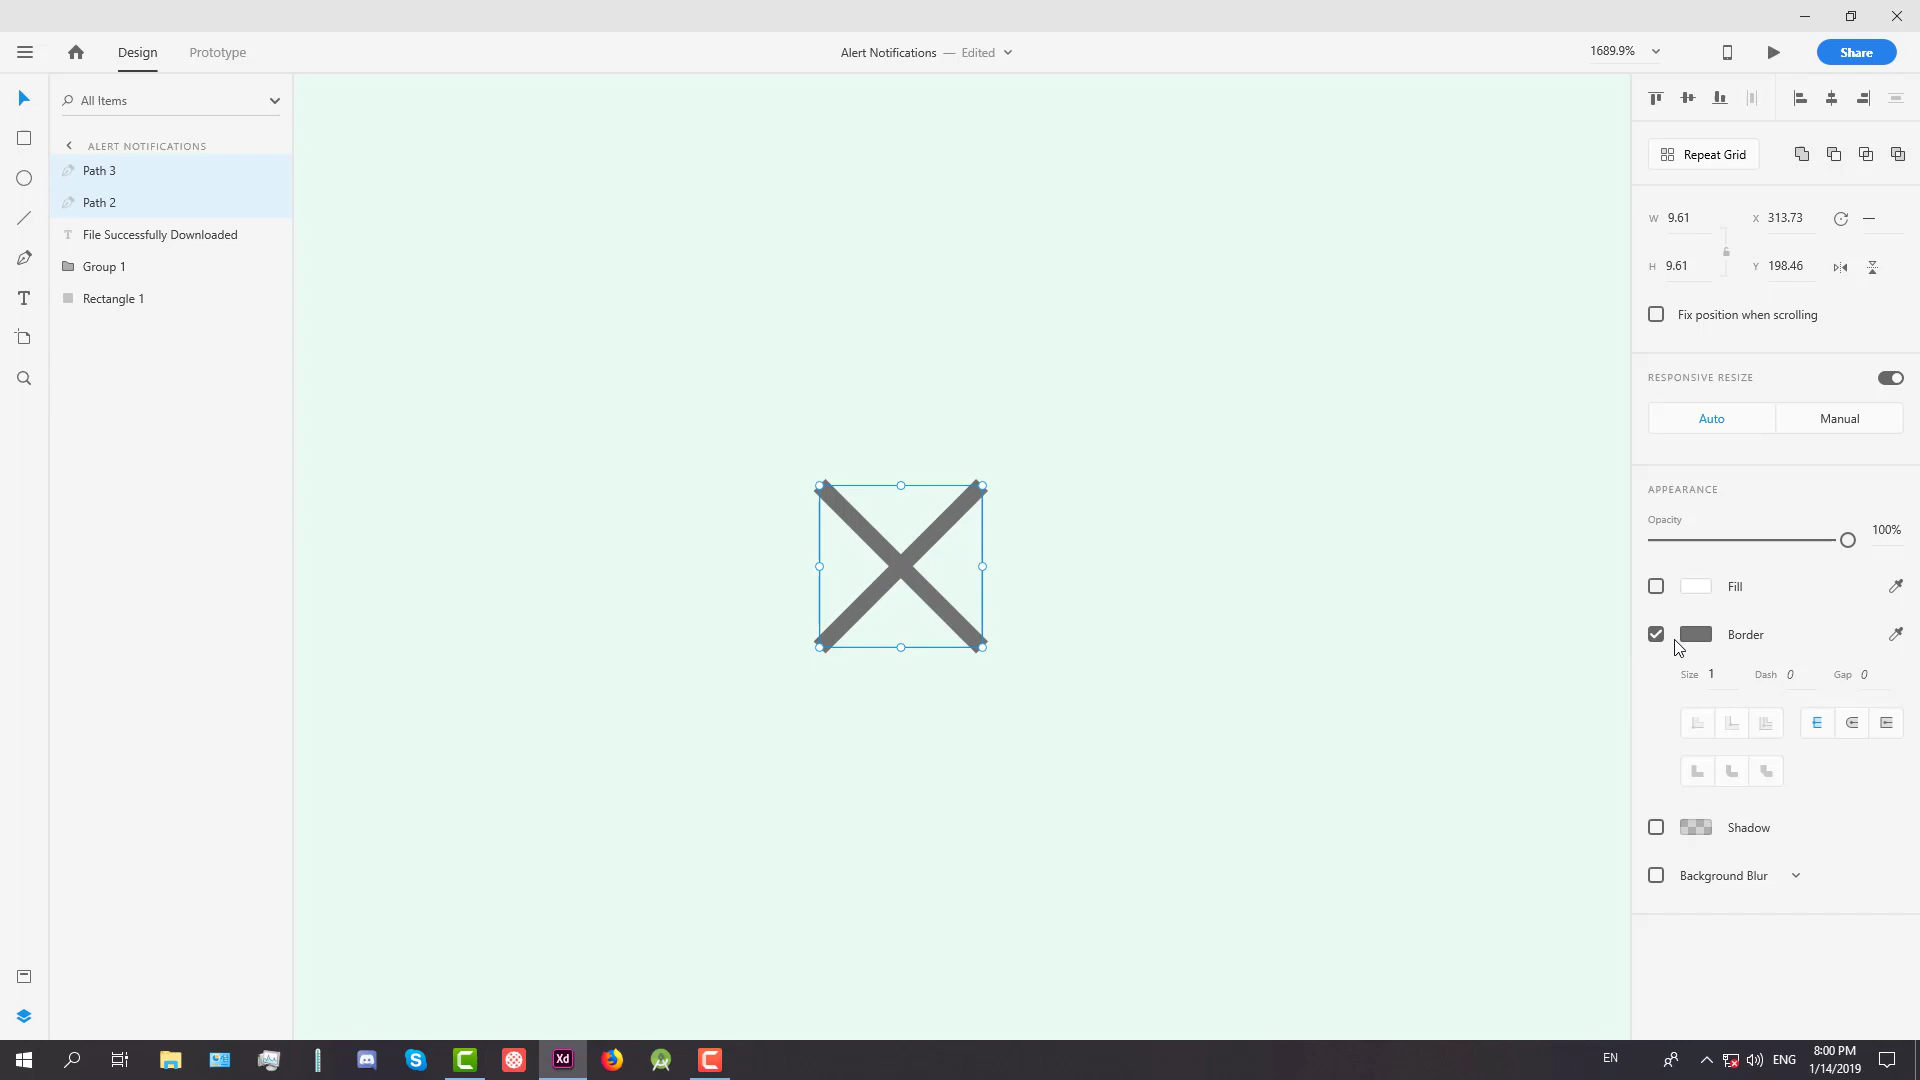 Design
Prototype
Alert Notifications — Edited
1689.9%
Share
All Items
ALERT NOTIFICATIONS
Path 3
Path 2
File Successfully Downloaded
Group 1
Rectangle 1
Repeat Grid
W 9.61
X 313.73
H 9.61
Y 198.46
Fix position when scrolling
RESPONSIVE RESIZE
Auto
Manual
APPEARANCE
Opacity
100%
Fill
Border
Size 1
Dash 0
Gap 0
Shadow
Background Blur
Xd
EN
ENG
8:00 PM
1/14/2019